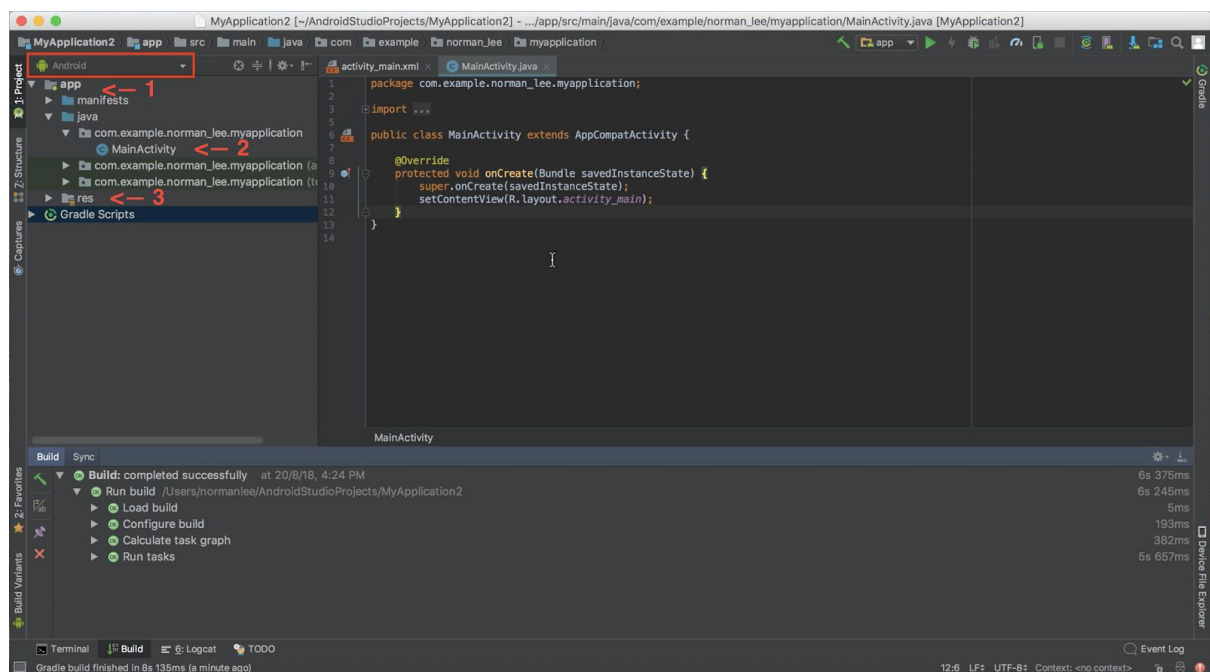 MyApplication2 [~/AndroidStudioProjects/MyApplication2] - .../app/src/main/java/com/example/norman_lee/myapplication/MainActivity.java [MyApplication2]
MyApplication2 app src main java com example norman_lee myapplication app
1: Project
Z: Structure
Captures
2: Favorites
Build Variants
Android
app <— 1
manifests
java
com.example.norman_lee.myapplication
MainActivity <— 2
com.example.norman_lee.myapplication (a
com.example.norman_lee.myapplication (t
res <— 3
Gradle Scripts
activity_main.xml MainActivity.java
1 package com.example.norman_lee.myapplication;
2
3 import ...
5
6 public class MainActivity extends AppCompatActivity {
7
8 @Override
9 protected void onCreate(Bundle savedInstanceState) {
10 super.onCreate(savedInstanceState);
11 setContentView(R.layout.activity_main);
12 }
13 }
14
MainActivity
Gradle
Device File Explorer
Build Sync
Build: completed successfully at 20/8/18, 4:24 PM 6s 375ms
Run build /Users/normanlee/AndroidStudioProjects/MyApplication2 6s 245ms
Load build 5ms
Configure build 193ms
Calculate task graph 382ms
Run tasks 5s 657ms
Terminal Build 6: Logcat TODO Event Log
Gradle build finished in 8s 135ms (a minute ago) 12:6 LF÷ UTF-8÷ Context: <no context>